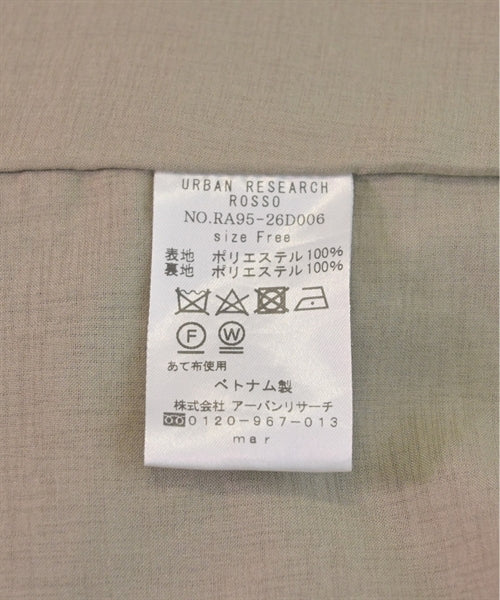 URBAN RESEARCH
ROSSO
NO.RA95-26D006
size Free
表地 ポリエステル100%
裏地 ポリエステル100%
F W
あて布使用
ベトナム製
株式会社 アーバンリサーチ
0120-967-013
mar